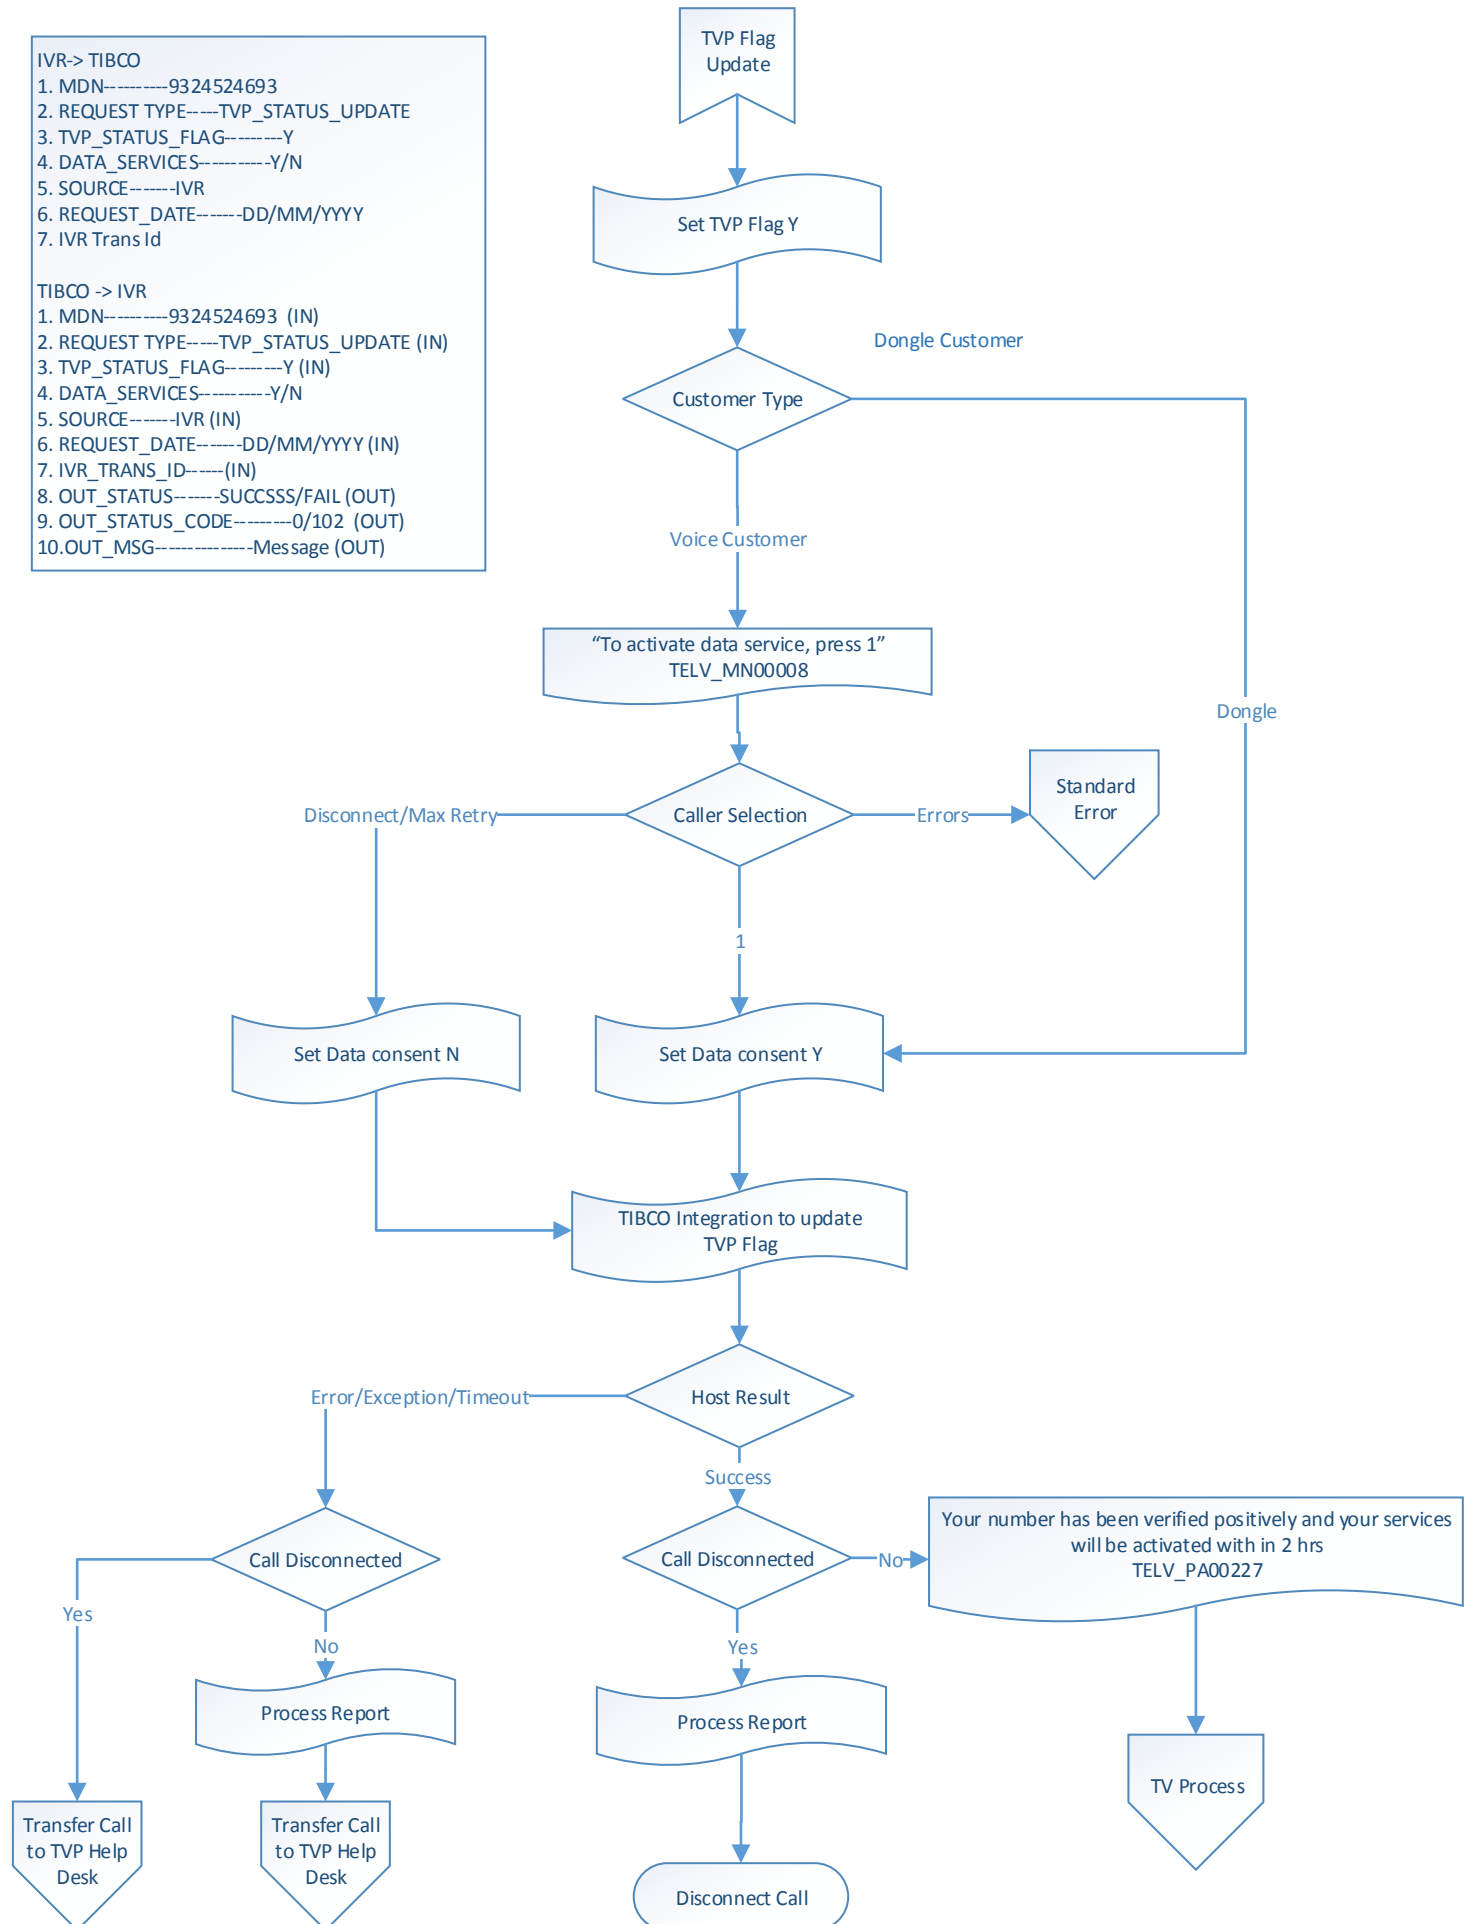 IVR-> TIBCO
1. MDN----------9324524693
2. REQUEST TYPE-----TVP_STATUS_UPDATE
3. TVP_STATUS_FLAG---------Y
4. DATA_SERVICES-----------Y/N
5. SOURCE-------IVR
6. REQUEST_DATE-------DD/MM/YYYY
7. IVR Trans Id
TIBCO -> IVR
1. MDN----------9324524693 (IN)
2. REQUEST TYPE-----TVP_STATUS_UPDATE (IN)
3. TVP_STATUS_FLAG---------Y (IN)
4. DATA_SERVICES-----------Y/N
5. SOURCE-------IVR (IN)
6. REQUEST_DATE-------DD/MM/YYYY (IN)
7. IVR_TRANS_ID------(IN)
8. OUT_STATUS-------SUCCSSS/FAIL (OUT)
9. OUT_STATUS_CODE---------0/102 (OUT)
10.OUT_MSG---------------Message (OUT)
TVP Flag
Update
Set TVP Flag Y
Dongle Customer
Customer Type
Voice Customer
“To activate data service, press 1”
TELV_MN00008
Dongle
Disconnect/Max Retry
Caller Selection
Errors
Standard
Error
1
Set Data consent N
Set Data consent Y
TIBCO Integration to update
TVP Flag
Error/Exception/Timeout
Host Result
Success
Call Disconnected
Call Disconnected
No
Your number has been verified positively and your services
will be activated with in 2 hrs
TELV_PA00227
Yes
No
Yes
Process Report
Process Report
TV Process
Transfer Call
to TVP Help
Desk
Transfer Call
to TVP Help
Desk
Disconnect Call